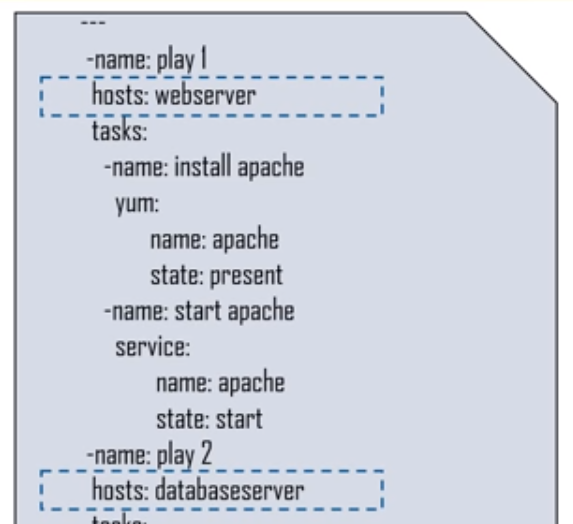 ---
-name: play 1
hosts: webserver
tasks:
-name: install apache
yum:
name: apache
state: present
-name: start apache
service:
name: apache
state: start
-name: play 2
hosts: databaseserver
tasks: